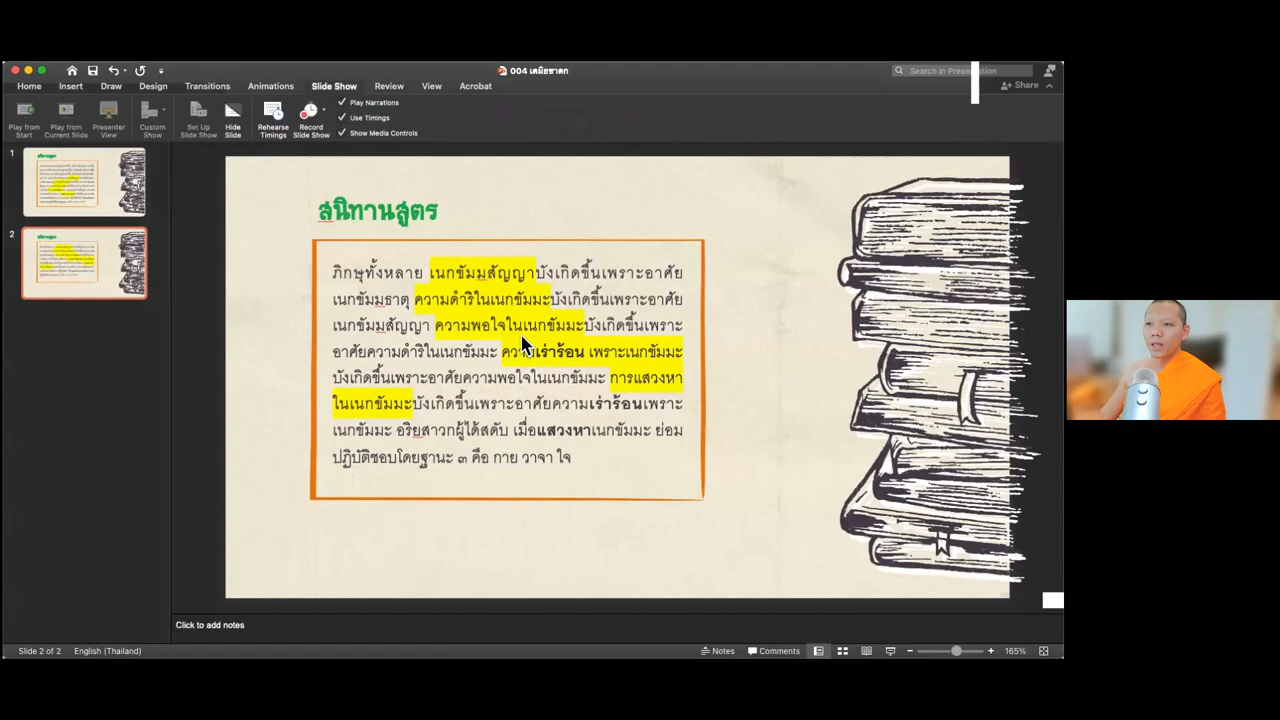 004 เตมิยชาดก
Search in Presentation
Home Insert Draw Design Transitions Animations Slide Show Review View Acrobat
Share
Play from Start
Play from Current Slide
Presenter View
Custom Show
Set Up Slide Show
Hide Slide
Rehearse Timings
Record Slide Show
Play Narrations
Use Timings
Show Media Controls
1
2
สนิทานสูตร
ภิกษุทั้งหลาย เนกขัมมสัญญาบังเกิดขึ้นเพราะอาศัย
เนกขัมมธาตุ ความดำริในเนกขัมมะบังเกิดขึ้นเพราะอาศัย
เนกขัมมสัญญา ความพอใจในเนกขัมมะบังเกิดขึ้นเพราะ
อาศัยความดำริในเนกขัมมะ ความเร่าร้อน เพราะเนกขัมมะ
บังเกิดขึ้นเพราะอาศัยความพอใจในเนกขัมมะ การแสวงหา
ในเนกขัมมะบังเกิดขึ้นเพราะอาศัยความเร่าร้อนเพราะ
เนกขัมมะ อริยสาวกผู้ได้สดับ เมื่อแสวงหาเนกขัมมะ ย่อม
ปฏิบัติชอบโดยฐานะ ๓ คือ กาย วาจา ใจ
Click to add notes
Slide 2 of 2 English (Thailand) Notes Comments 165%